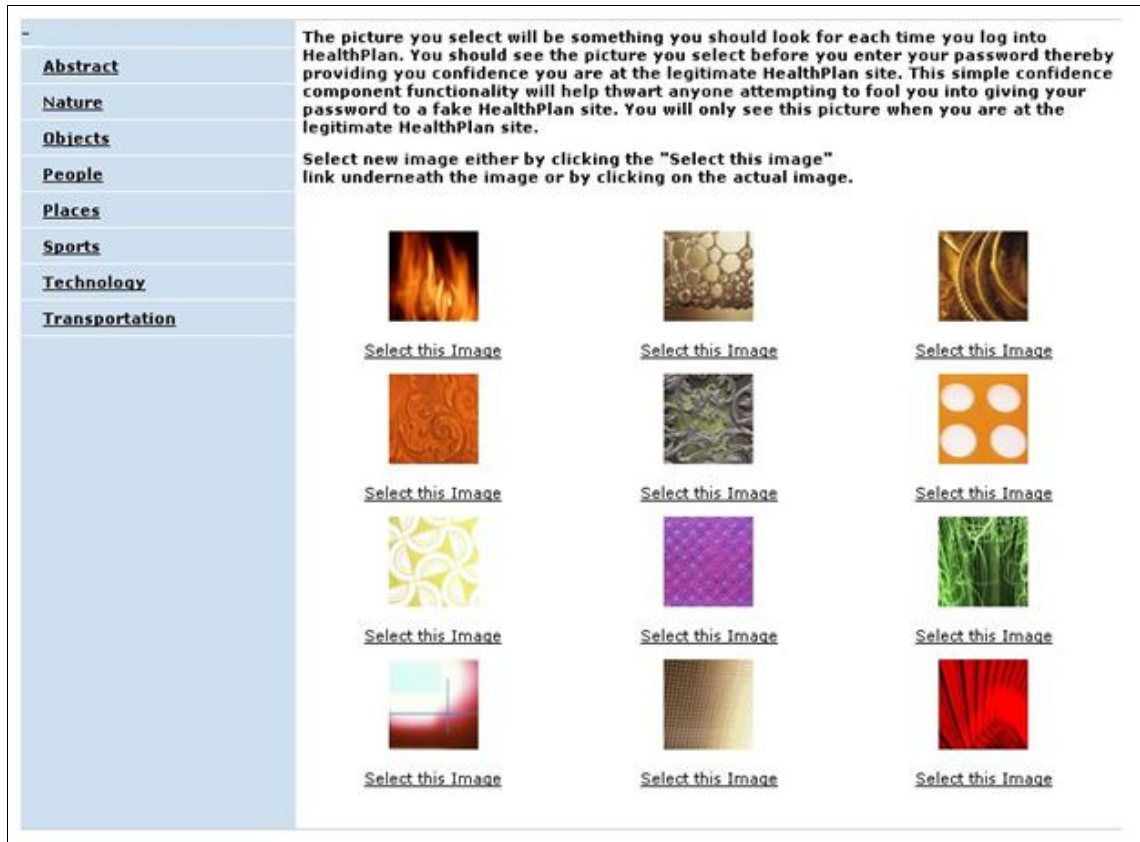 -
Abstract
Nature
Objects
People
Places
Sports
Technology
Transportation
The picture you select will be something you should look for each time you log into
HealthPlan. You should see the picture you select before you enter your password thereby
providing you confidence you are at the legitimate HealthPlan site. This simple confidence
component functionality will help thwart anyone attempting to fool you into giving your
password to a fake HealthPlan site. You will only see this picture when you are at the
legitimate HealthPlan site.
Select new image either by clicking the "Select this image"
link underneath the image or by clicking on the actual image.
Select this Image
Select this Image
Select this Image
Select this Image
Select this Image
Select this Image
Select this Image
Select this Image
Select this Image
Select this Image
Select this Image
Select this Image